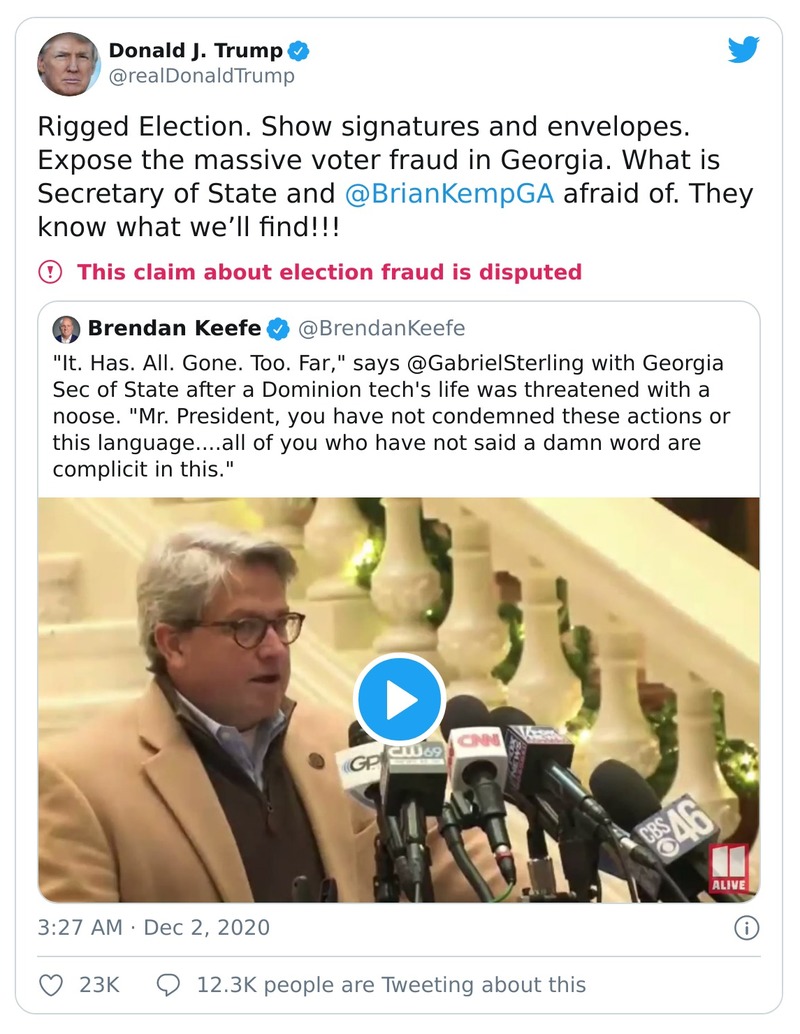 Donald J. Trump
@realDonaldTrump
Rigged Election. Show signatures and envelopes.
Expose the massive voter fraud in Georgia. What is
Secretary of State and @BrianKempGA afraid of. They
know what we’ll find!!!
This claim about election fraud is disputed
Brendan Keefe @BrendanKeefe
"It. Has. All. Gone. Too. Far," says @GabrielSterling with Georgia
Sec of State after a Dominion tech's life was threatened with a
noose. "Mr. President, you have not condemned these actions or
this language....all of you who have not said a damn word are
complicit in this."
GP
CW69
CNN
FOX
CBS46
11
ALIVE
3:27 AM · Dec 2, 2020
23K
12.3K people are Tweeting about this